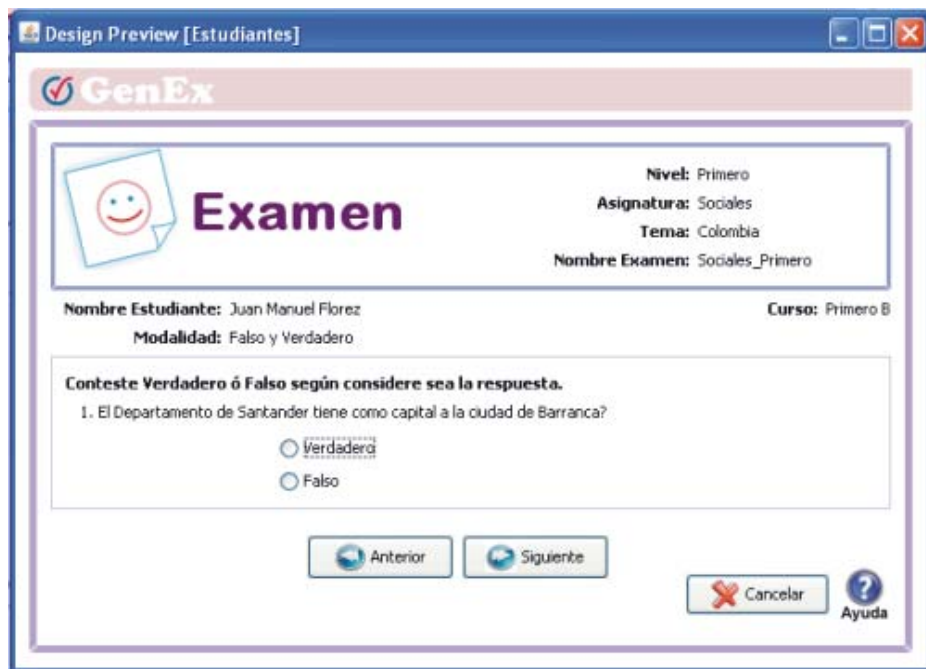 Design Preview [Estudiantes]
GenEx
Examen
Nivel: Primero
Asignatura: Sociales
Tema: Colombia
Nombre Examen: Sociales_Primero
Nombre Estudiante: Juan Manuel Florez
Curso: Primero B
Modalidad: Falso y Verdadero
Conteste Verdadero ó Falso según considere sea la respuesta.
1. El Departamento de Santander tiene como capital a la ciudad de Barranca?
Verdadero
Falso
Anterior
Siguiente
Cancelar
Ayuda